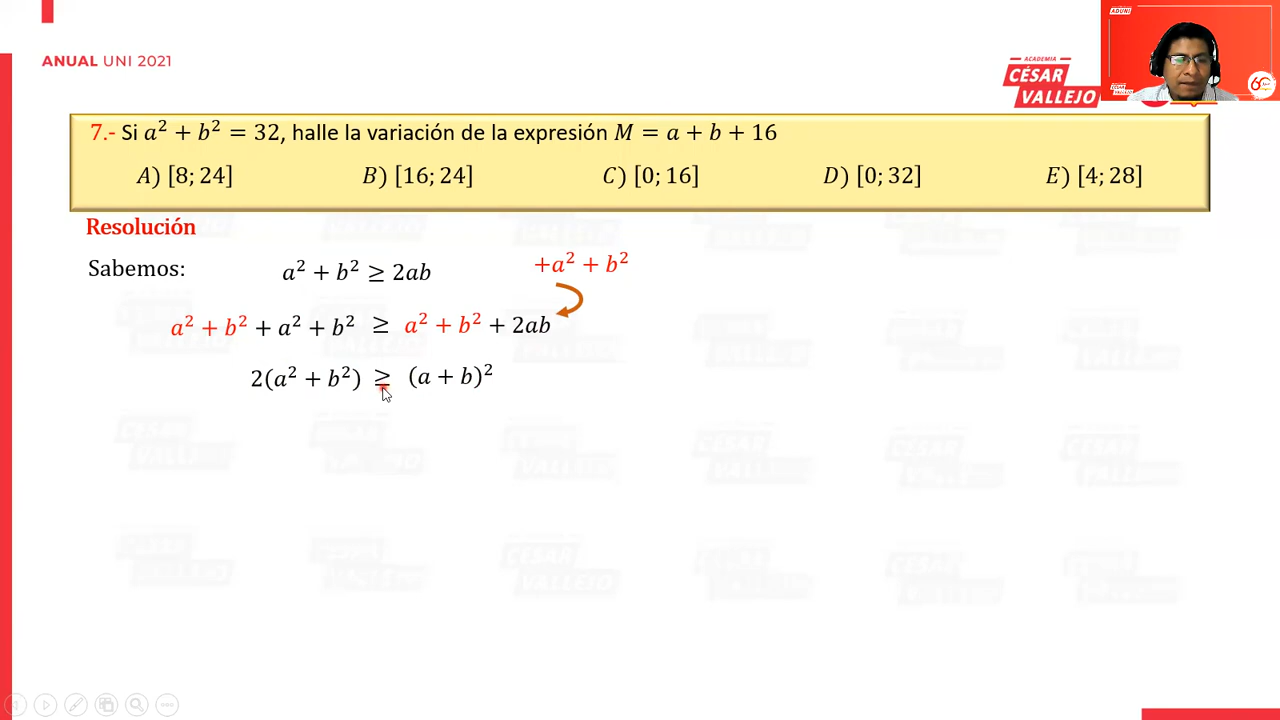 ANUAL UNI 2021
ACADEMIA
CÉSAR
VALLEJO
ADUNI
7.- Si a² + b² = 32, halle la variación de la expresión M = a + b + 16
A) [8; 24] B) [16; 24] C) [0; 16] D) [0; 32] E) [4; 28]
Resolución
Sabemos: a² + b² ≥ 2ab +a² + b²
a² + b² + a² + b² ≥ a² + b² + 2ab
2(a² + b²) ≥ (a + b)²